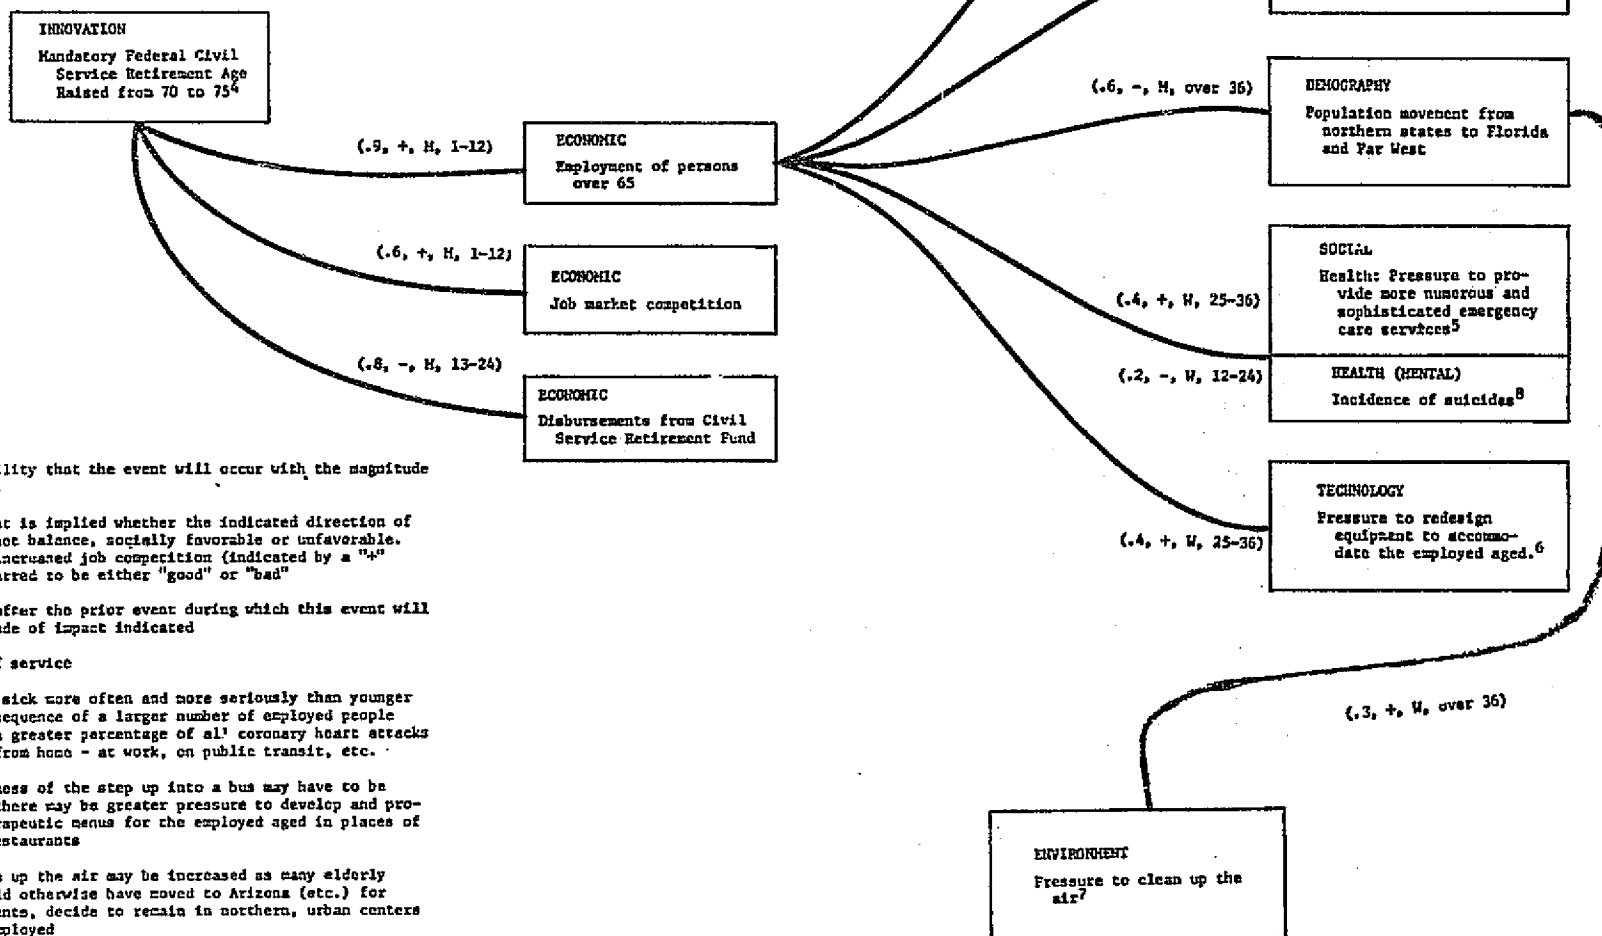 INNOVATION
Mandatory Federal Civil
Service Retirement Age
Raised from 70 to 75⁴
(.9, +, M, 1-12)
ECONOMIC
Employment of persons
over 65
(.6, +, M, 1-12)
ECONOMIC
Job market competition
(.8, -, M, 13-24)
ECONOMIC
Disbursements from Civil
Service Retirement Fund
(.6, -, M, over 36)
DEMOGRAPHY
Population movement from
northern states to Florida
and Far West
(.4, +, W, 25-36)
SOCIAL
Health: Pressure to pro-
vide more numerous and
sophisticated emergency
care services⁵
(.2, -, W, 12-24)
HEALTH (MENTAL)
Incidence of suicides⁸
(.4, +, W, 25-36)
TECHNOLOGY
Pressure to redesign
equipment to accommo-
date the employed aged.⁶
(.3, +, W, over 36)
ENVIRONMENT
Pressure to clean up the
air⁷
ility that the event will occur with the magnitude
is implied whether the indicated direction of
balance, socially favorable or unfavorable.
increased job competition (indicated by a "+"
to be either "good" or "bad"
after the prior event during which this event will
of impact indicated
service
sick more often and more seriously than younger
sequence of a larger number of employed people
greater percentage of all coronary heart attacks
from home - at work, on public transit, etc.
of the step up into a bus may have to be
there may be greater pressure to develop and pro-
rapeutic menus for the employed aged in places of
estaurants
up the air may be increased as many elderly
otherwise have moved to Arizona (etc.) for
ents, decide to remain in northern, urban centers
mployed